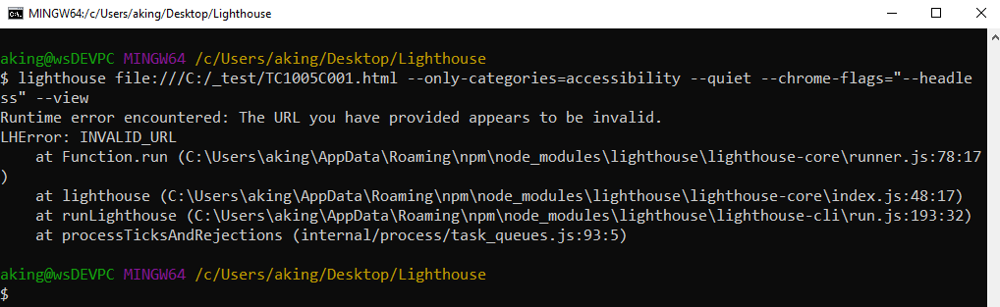 MINGW64:/c/Users/aking/Desktop/Lighthouse
aking@wsDEVPC MINGW64 /c/Users/aking/Desktop/Lighthouse
$ lighthouse file:///C:/_test/TC1005C001.html --only-categories=accessibility --quiet --chrome-flags="--headle
ss" --view
Runtime error encountered: The URL you have provided appears to be invalid.
LHError: INVALID_URL
    at Function.run (C:\Users\aking\AppData\Roaming\npm\node_modules\lighthouse\lighthouse-core\runner.js:78:17
)
    at lighthouse (C:\Users\aking\AppData\Roaming\npm\node_modules\lighthouse\lighthouse-core\index.js:48:17)
    at runLighthouse (C:\Users\aking\AppData\Roaming\npm\node_modules\lighthouse\lighthouse-cli\run.js:193:32)
    at processTicksAndRejections (internal/process/task_queues.js:93:5)
aking@wsDEVPC MINGW64 /c/Users/aking/Desktop/Lighthouse
$